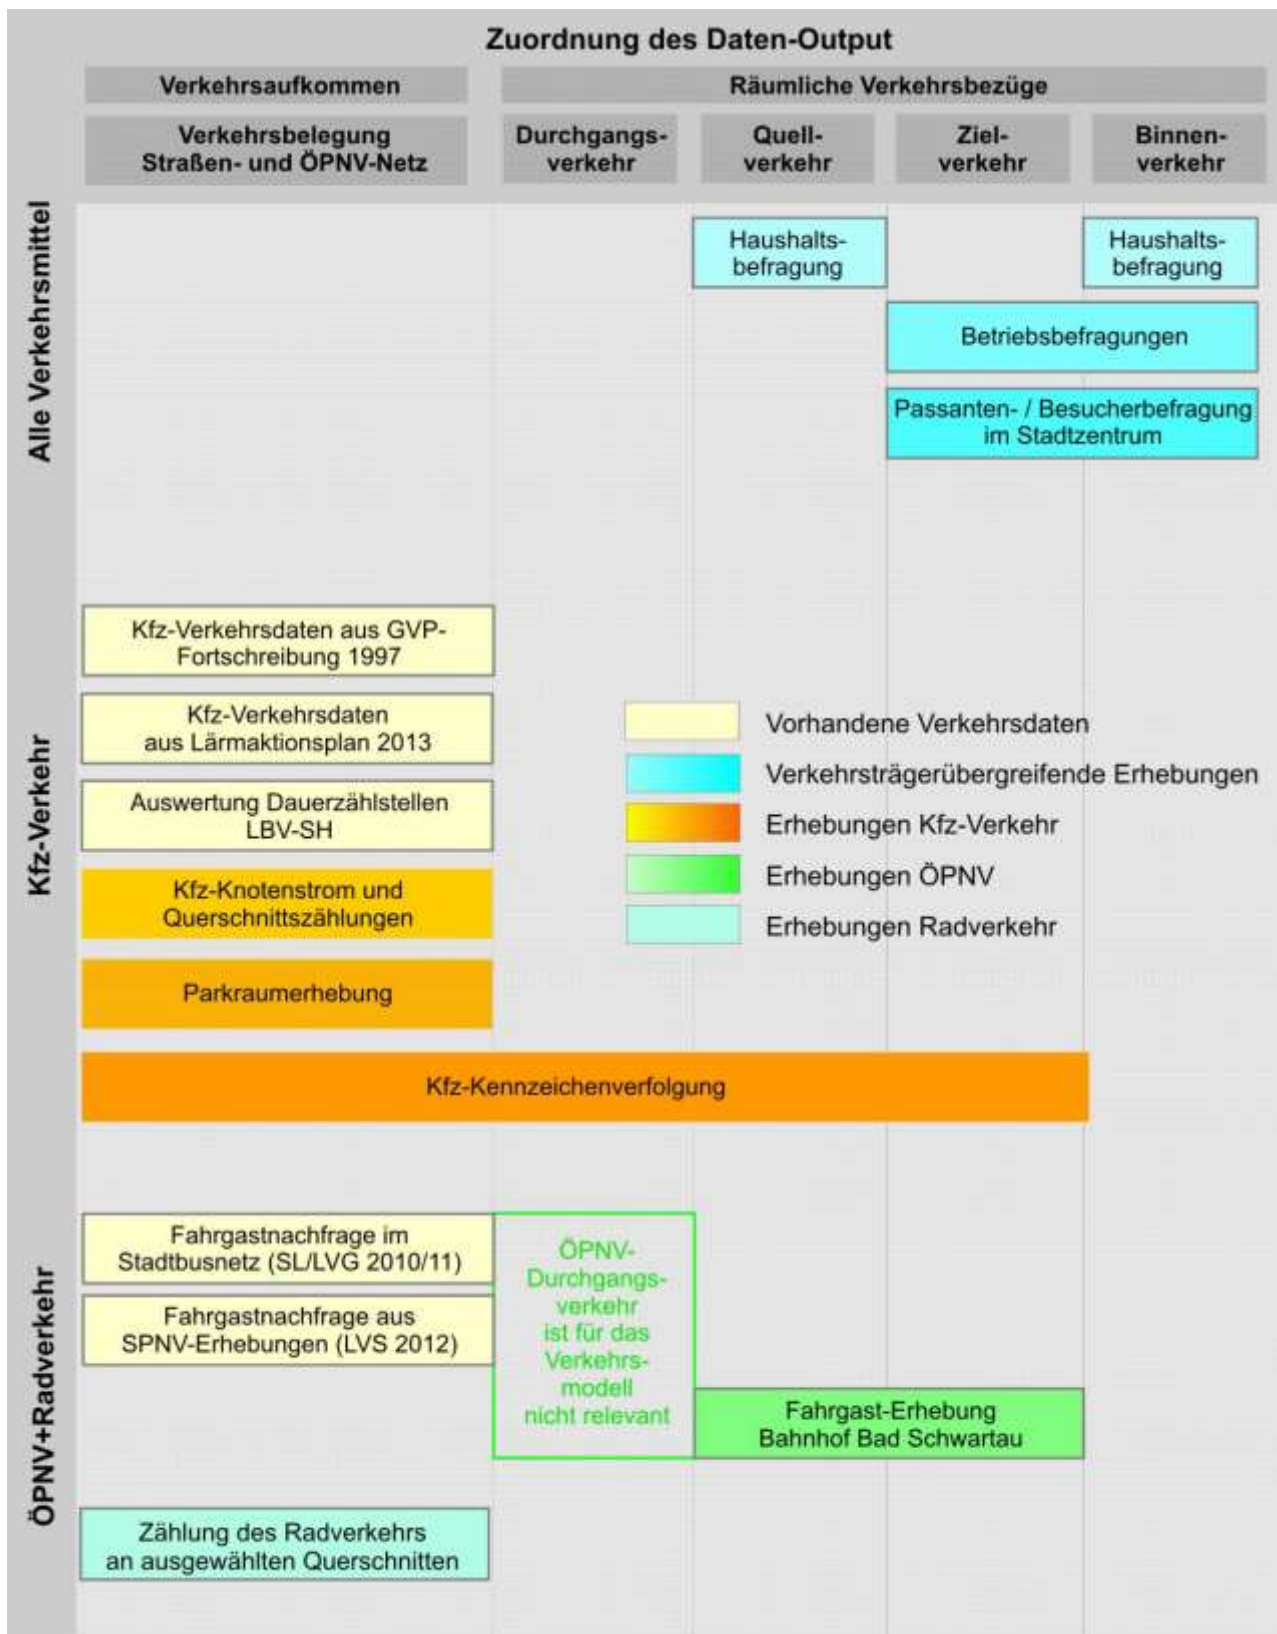 Zuordnung des Daten-Output
Verkehrsaufkommen
Räumliche Verkehrsbezüge
Verkehrsbelegung
Straßen- und ÖPNV-Netz
Durchgangs-
verkehr
Quell-
verkehr
Ziel-
verkehr
Binnen-
verkehr
Alle Verkehrsmittel
Haushalts-
befragung
Haushalts-
befragung
Betriebsbefragungen
Passanten- / Besucherbefragung
im Stadtzentrum
Kfz-Verkehr
Kfz-Verkehrsdaten aus GVP-
Fortschreibung 1997
Kfz-Verkehrsdaten
aus Lärmaktionsplan 2013
Auswertung Dauerzählstellen
LBV-SH
Kfz-Knotenstrom und
Querschnittszählungen
Parkraumerhebung
Kfz-Kennzeichenverfolgung
Vorhandene Verkehrsdaten
Verkehrsträgerübergreifende Erhebungen
Erhebungen Kfz-Verkehr
Erhebungen ÖPNV
Erhebungen Radverkehr
ÖPNV+Radverkehr
Fahrgastnachfrage im
Stadtbusnetz (SL/LVG 2010/11)
Fahrgastnachfrage aus
SPNV-Erhebungen (LVS 2012)
ÖPNV-
Durchgangs-
verkehr
ist für das
Verkehrs-
modell
nicht relevant
Fahrgast-Erhebung
Bahnhof Bad Schwartau
Zählung des Radverkehrs
an ausgewählten Querschnitten